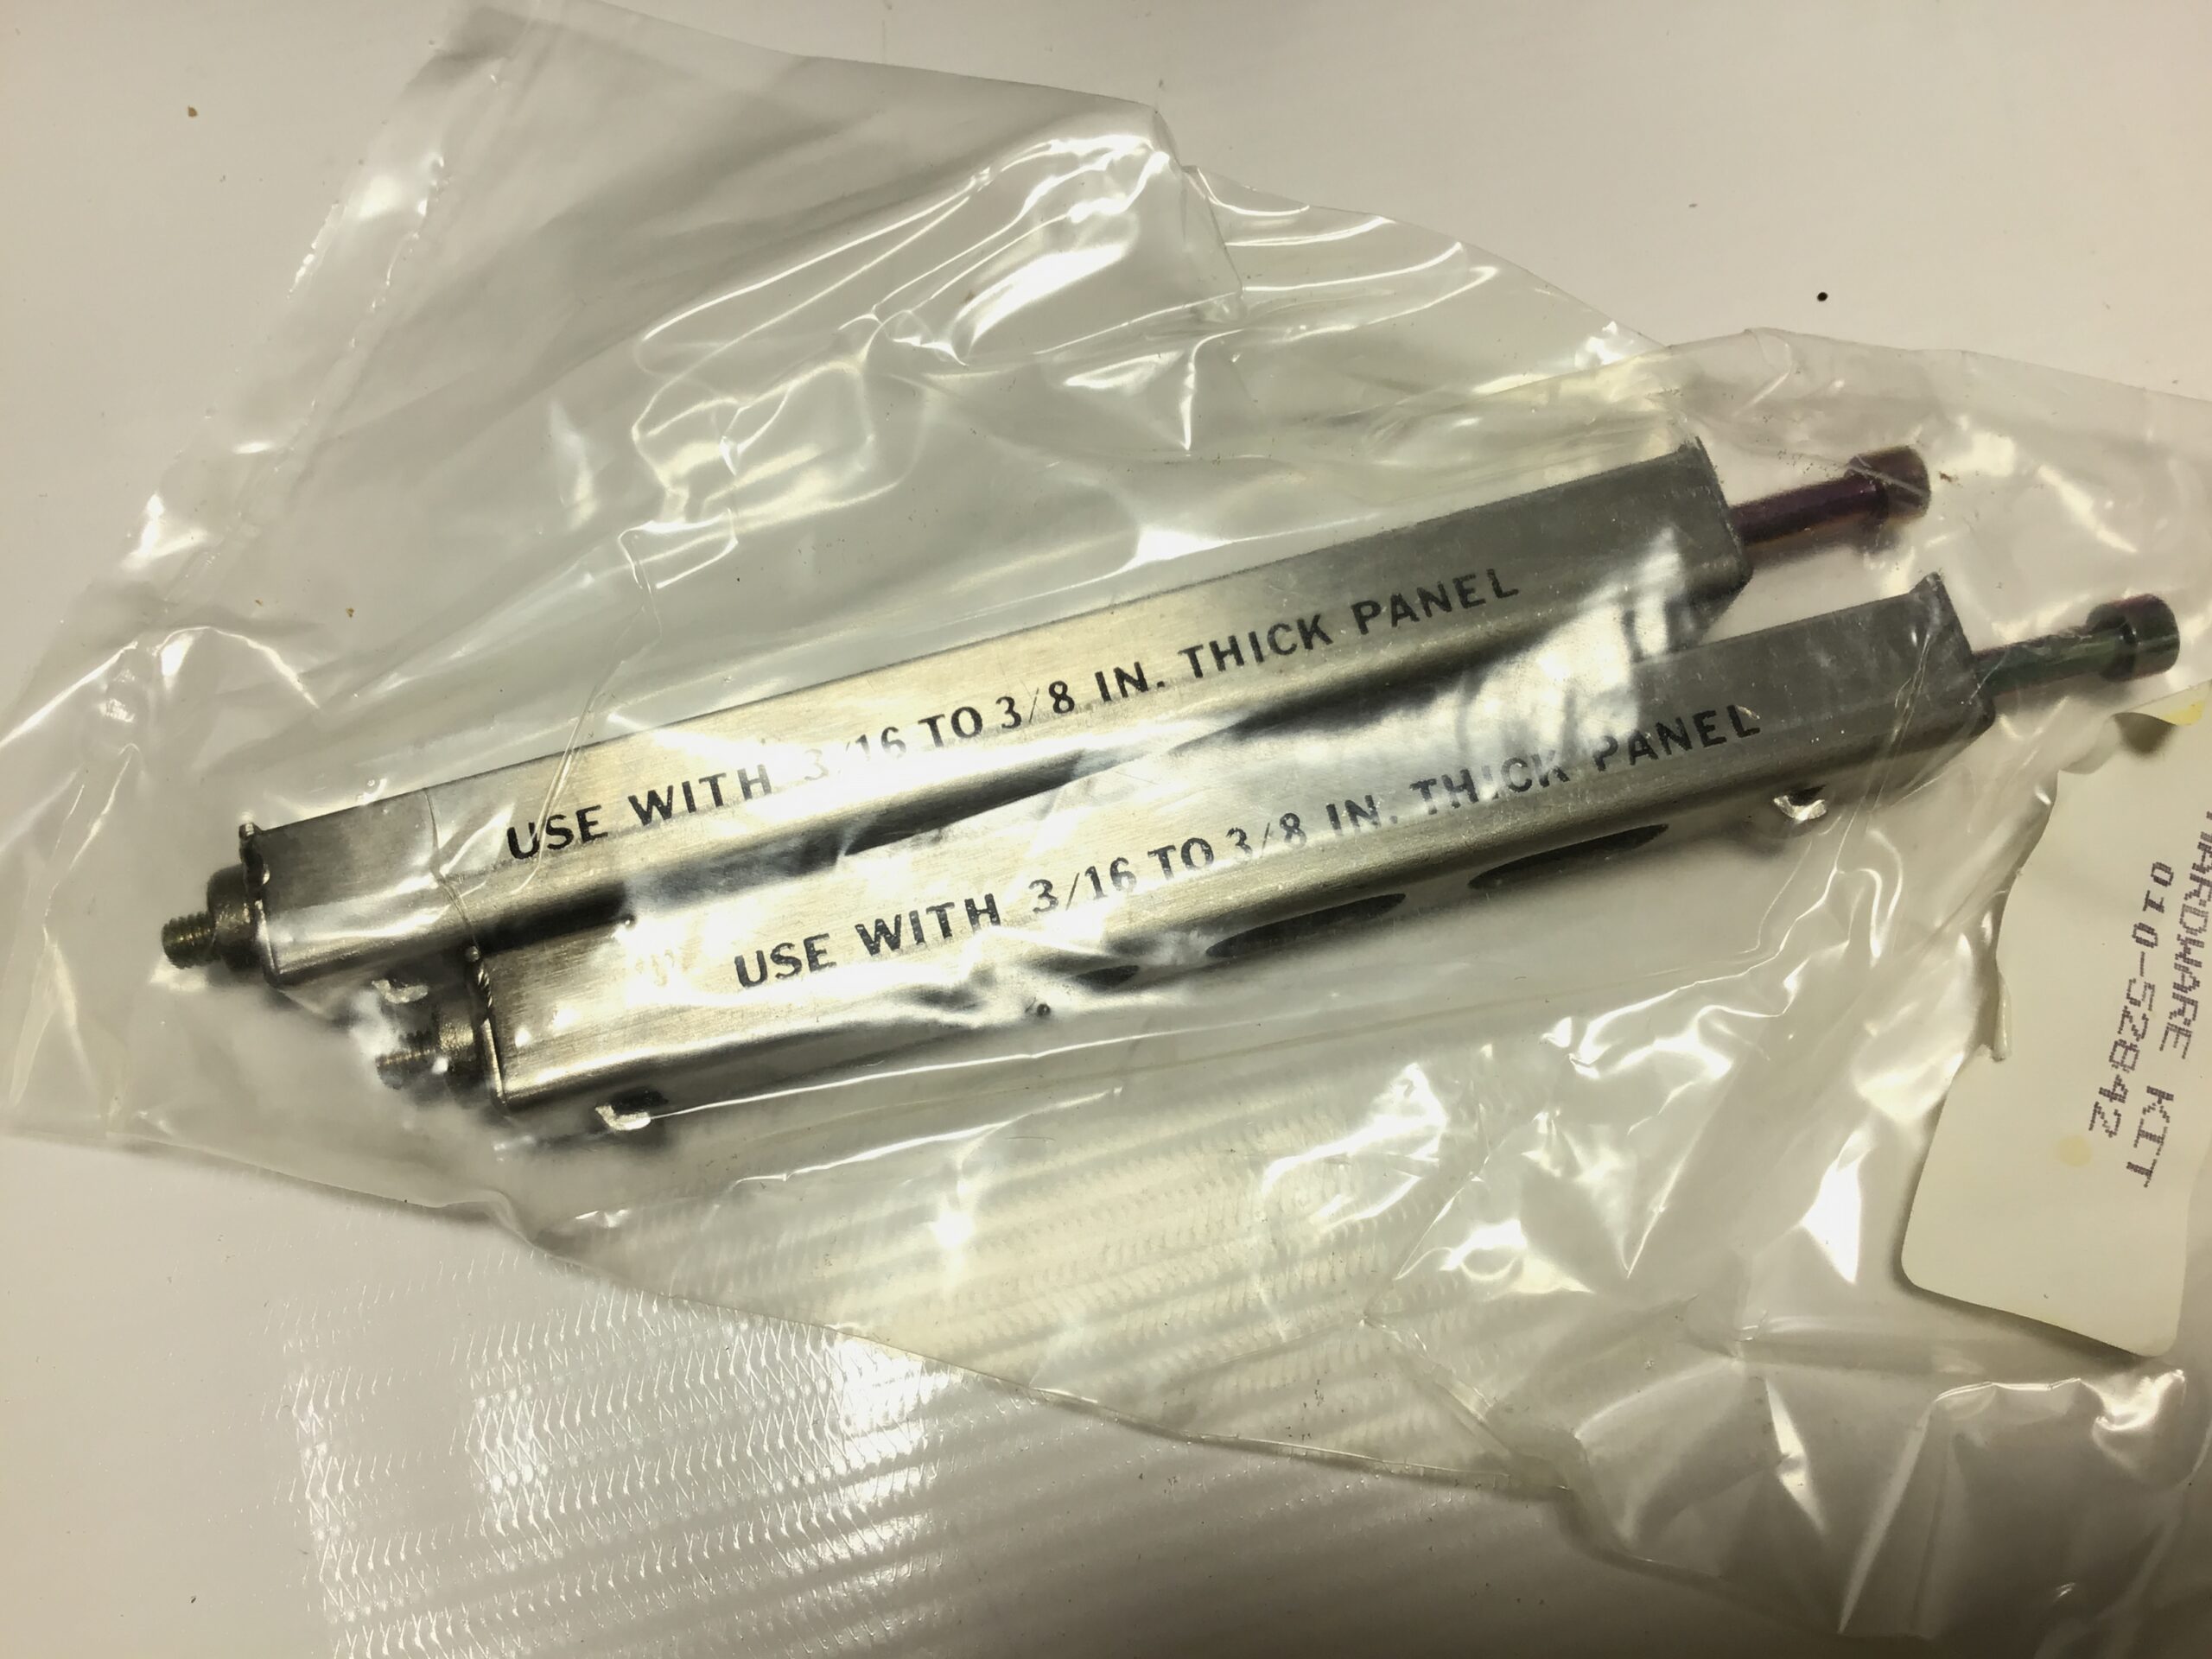 USE WITH 3/16 TO 3/8 IN. THICK PANEL
USE WITH 3/16 TO 3/8 IN. THICK PANEL
HARDWARE KIT
010-52842